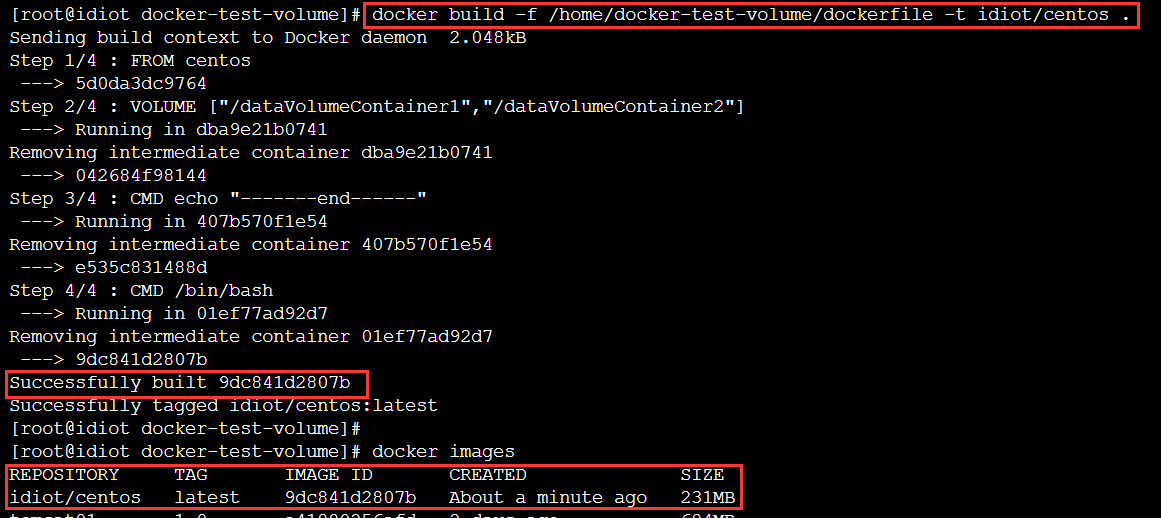 [root@idiot docker-test-volume]# docker build -f /home/docker-test-volume/dockerfile -t idiot/centos .
Sending build context to Docker daemon  2.048kB
Step 1/4 : FROM centos
 ---> 5d0da3dc9764
Step 2/4 : VOLUME ["/dataVolumeContainer1","/dataVolumeContainer2"]
 ---> Running in dba9e21b0741
Removing intermediate container dba9e21b0741
 ---> 042684f98144
Step 3/4 : CMD echo "-------end------"
 ---> Running in 407b570f1e54
Removing intermediate container 407b570f1e54
 ---> e535c831488d
Step 4/4 : CMD /bin/bash
 ---> Running in 01ef77ad92d7
Removing intermediate container 01ef77ad92d7
 ---> 9dc841d2807b
Successfully built 9dc841d2807b
Successfully tagged idiot/centos:latest
[root@idiot docker-test-volume]#
[root@idiot docker-test-volume]# docker images
REPOSITORY     TAG       IMAGE ID       CREATED              SIZE
idiot/centos   latest    9dc841d2807b   About a minute ago   231MB